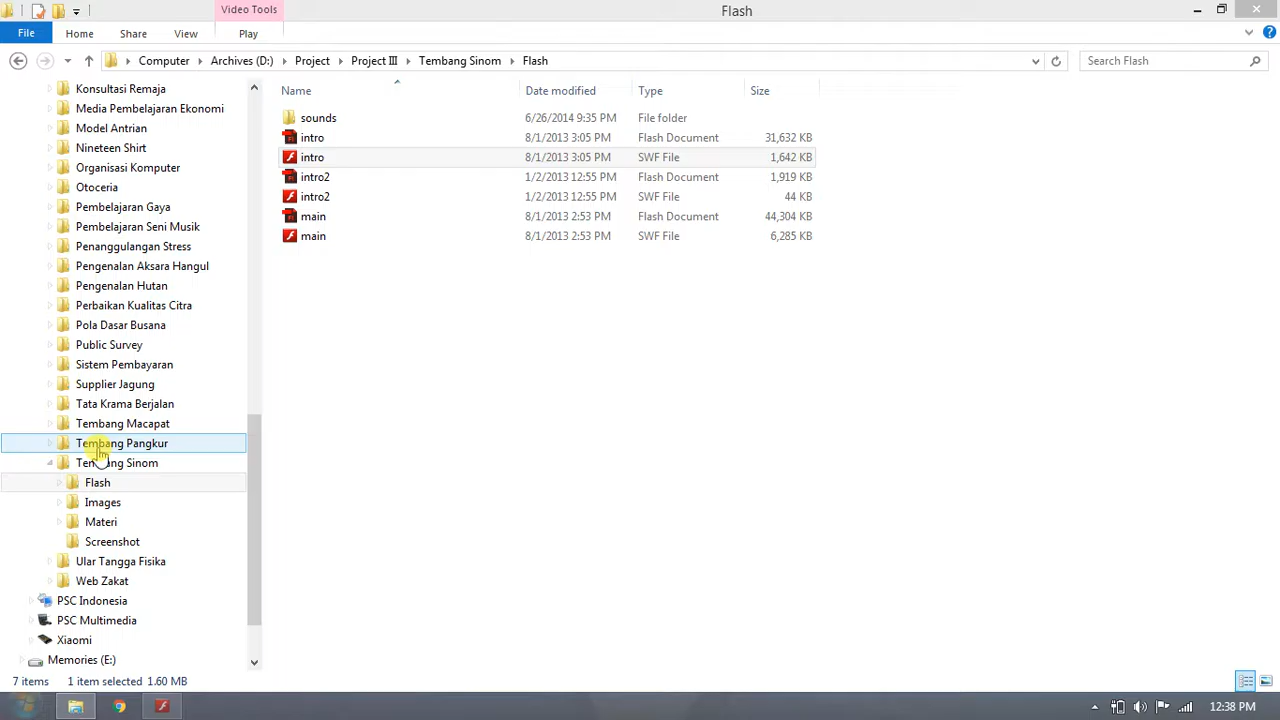 Video Tools
Flash
File Home Share View Play
Computer Archives (D:) Project Project III Tembang Sinom Flash
Search Flash
Name Date modified Type Size
sounds 6/26/2014 9:35 PM File folder
intro 8/1/2013 3:05 PM Flash Document 31,632 KB
intro 8/1/2013 3:05 PM SWF File 1,642 KB
intro2 1/2/2013 12:55 PM Flash Document 1,919 KB
intro2 1/2/2013 12:55 PM SWF File 44 KB
main 8/1/2013 2:53 PM Flash Document 44,304 KB
main 8/1/2013 2:53 PM SWF File 6,285 KB
Konsultasi Remaja
Media Pembelajaran Ekonomi
Model Antrian
Nineteen Shirt
Organisasi Komputer
Otoceria
Pembelajaran Gaya
Pembelajaran Seni Musik
Penanggulangan Stress
Pengenalan Aksara Hangul
Pengenalan Hutan
Perbaikan Kualitas Citra
Pola Dasar Busana
Public Survey
Sistem Pembayaran
Supplier Jagung
Tata Krama Berjalan
Tembang Macapat
Tembang Pangkur
Tembang Sinom
Flash
Images
Materi
Screenshot
Ular Tangga Fisika
Web Zakat
PSC Indonesia
PSC Multimedia
Xiaomi
Memories (E:)
7 items 1 item selected 1.60 MB
12:38 PM